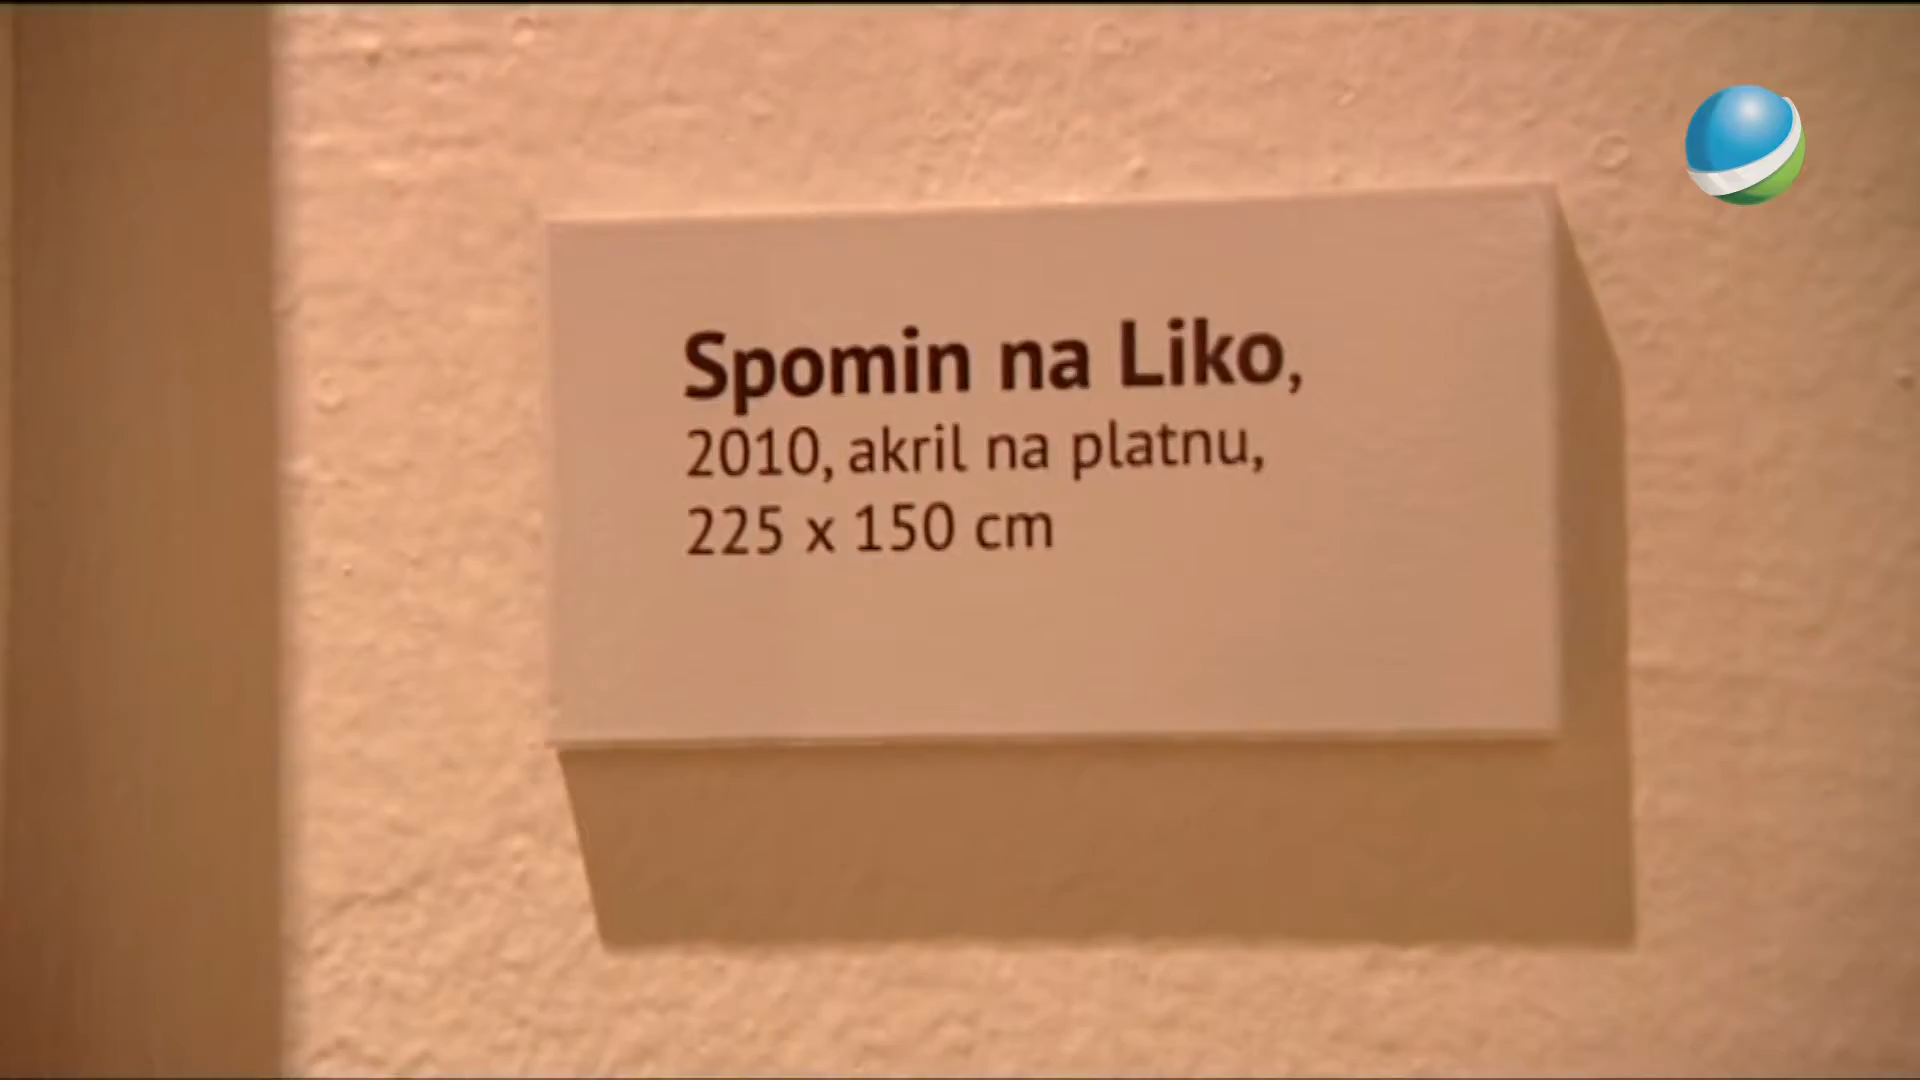 Spomin na Liko,
2010, akril na platnu,
225 x 150 cm